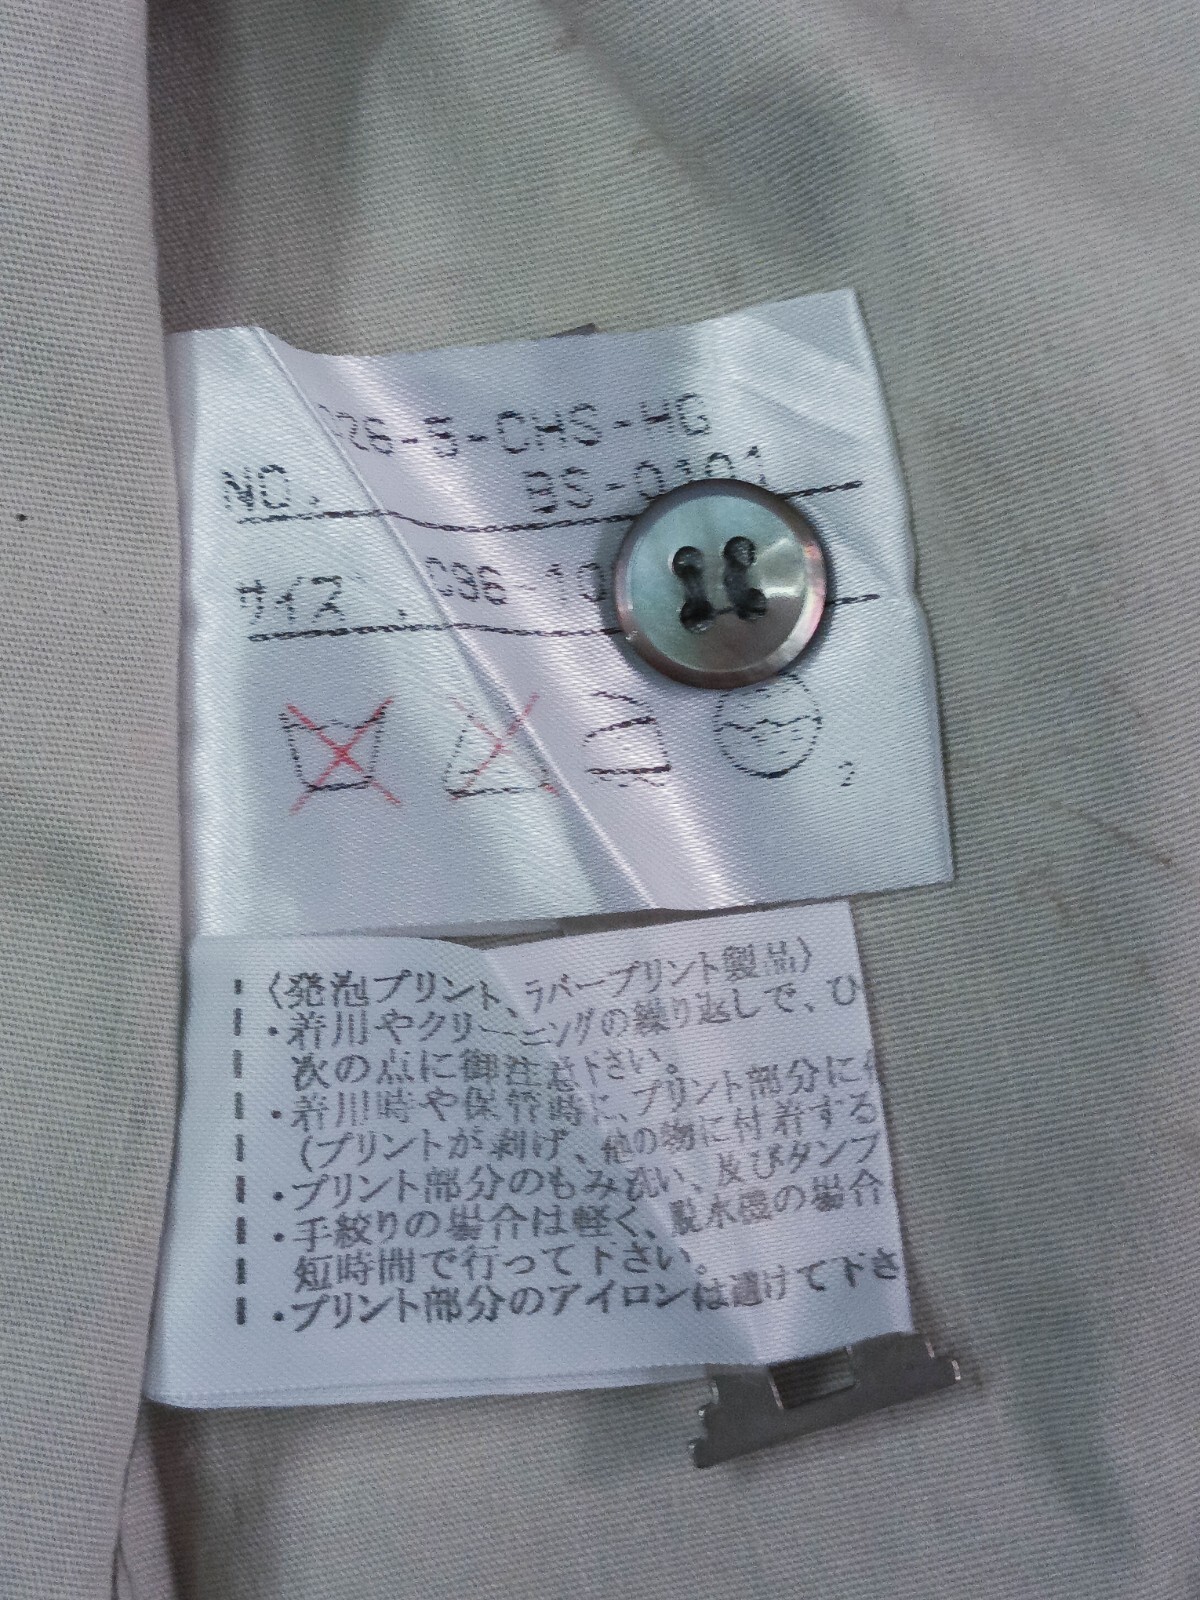 26-5-CHS-HG
NO. BS-0101
サイズ C96-10
2
〈発泡プリント、ラバープリント製品〉
・着用やクリーニングの繰り返しで、ひ
次の点に御注意下さい。
・着用時や保管時に、プリント部分に
(プリントが剥げ、他の物に付着する
・プリント部分のもみ洗い、及びタンブ
・手絞りの場合は軽く、脱水機の場合
短時間で行って下さい。
・プリント部分のアイロンは避けて下さ